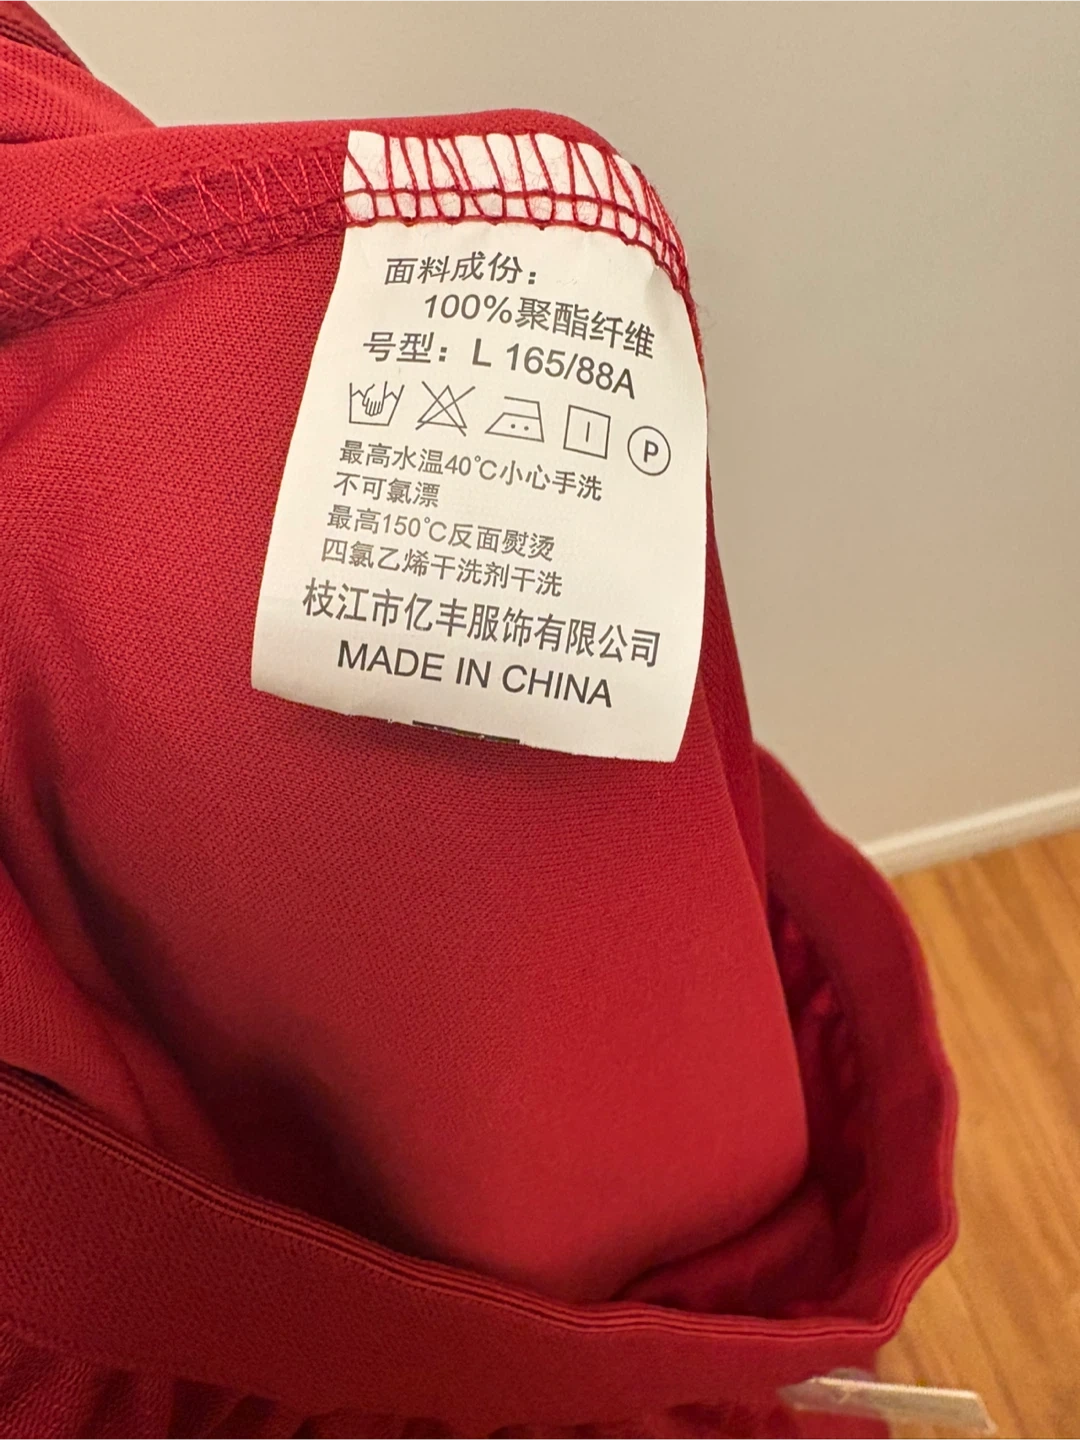 面料成份：
100%聚酯纤维
号型：L 165/88A
P
最高水温40℃小心手洗
不可氯漂
最高150℃反面熨烫
四氯乙烯干洗剂干洗
枝江市亿丰服饰有限公司
MADE IN CHINA